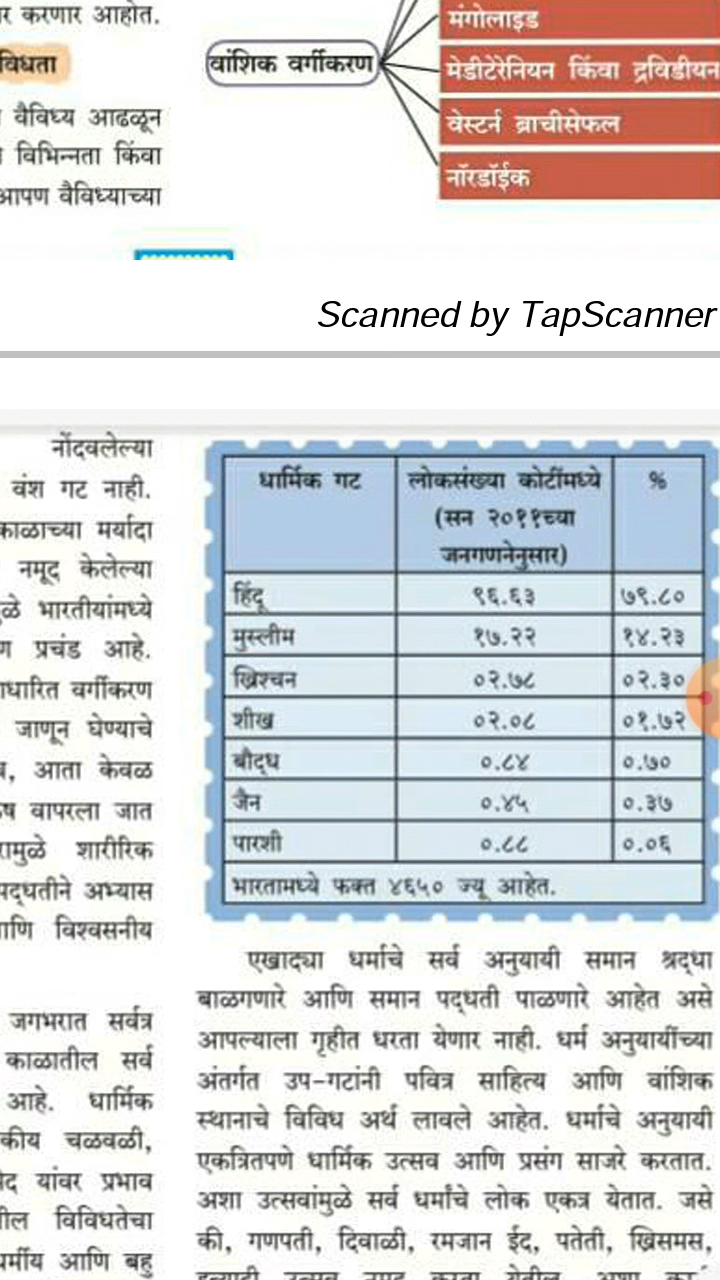 र करणार आहोत.
विधता
वैविध्य आढळून
विभिन्नता किंवा
आपण वैविध्याच्या
वांशिक वर्गीकरण
मंगोलाइड
मेडीटेरेनियन किंवा द्रविडीयन
वेस्टर्न ब्राचीसेफल
नॉरडॉईक
Scanned by TapScanner
नोंदवलेल्या
वंश गट नाही.
काळाच्या मर्यादा
नमूद केलेल्या
ळे भारतीयांमध्ये
ण प्रचंड आहे.
धारित वर्गीकरण
जाणून घेण्याचे
, आता केवळ
ष वापरला जात
रामुळे शारीरिक
पद्धतीने अभ्यास
आणि विश्वसनीय
जगभरात सर्वत्र
काळातील सर्व
आहे. धार्मिक
कीय चळवळी,
द यांवर प्रभाव
तील विविधतेचा
धर्मीय आणि बहु
धार्मिक गट लोकसंख्या कोटींमध्ये %
(सन २०११च्या
जनगणनेनुसार)
हिंदू ९६.६३ ७९.८०
मुस्लीम १७.२२ १४.२३
ख्रिश्चन ०२.७८ ०२.३०
शीख ०२.०८ ०१.७२
बौद्ध ०.८४ ०.७०
जैन ०.४५ ०.३७
पारशी ०.८८ ०.०६
भारतामध्ये फक्त ४६५० ज्यू आहेत.
एखाद्या धर्माचे सर्व अनुयायी समान श्रद्धा
बाळगणारे आणि समान पद्धती पाळणारे आहेत असे
आपल्याला गृहीत धरता येणार नाही. धर्म अनुयायींच्या
अंतर्गत उप-गटांनी पवित्र साहित्य आणि वांशिक
स्थानाचे विविध अर्थ लावले आहेत. धर्माचे अनुयायी
एकत्रितपणे धार्मिक उत्सव आणि प्रसंग साजरे करतात.
अशा उत्सवांमुळे सर्व धर्मांचे लोक एकत्र येतात. जसे
की, गणपती, दिवाळी, रमजान ईद, पतेती, ख्रिसमस,